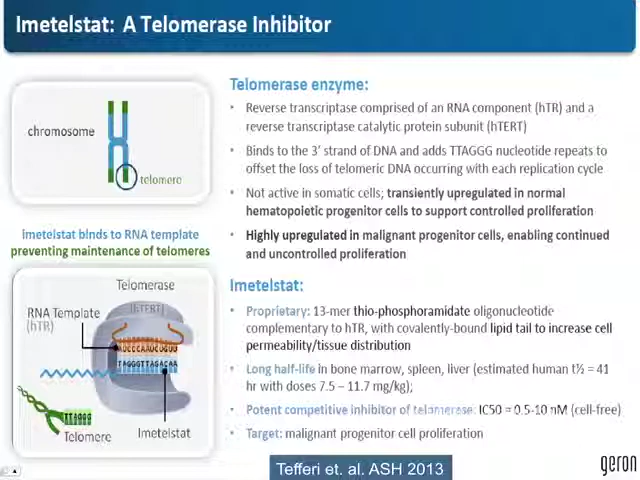 Imetelstat: A Telomerase Inhibitor
chromosome
telomere
imetelstat binds to RNA template
preventing maintenance of telomeres
Telomerase
(hTERT)
RNA Template
(hTR)
TAGGGTTAGACAA
TTAGGG
Telomere
Imetelstat
Telomerase enzyme:
• Reverse transcriptase comprised of an RNA component (hTR) and a
reverse transcriptase catalytic protein subunit (hTERT)
• Binds to the 3' strand of DNA and adds TTAGGG nucleotide repeats to
offset the loss of telomeric DNA occurring with each replication cycle
• Not active in somatic cells; transiently upregulated in normal
hematopoietic progenitor cells to support controlled proliferation
• Highly upregulated in malignant progenitor cells, enabling continued
and uncontrolled proliferation
Imetelstat:
• Proprietary: 13-mer thio-phosphoramidate oligonucleotide
complementary to hTR, with covalently-bound lipid tail to increase cell
permeability/tissue distribution
• Long half-life in bone marrow, spleen, liver (estimated human t½ = 41
hr with doses 7.5 – 11.7 mg/kg);
• Potent competitive inhibitor of telomerase: IC50 = 0.5-10 nM (cell-free)
• Target: malignant progenitor cell proliferation
Tefferi et. al. ASH 2013
geron